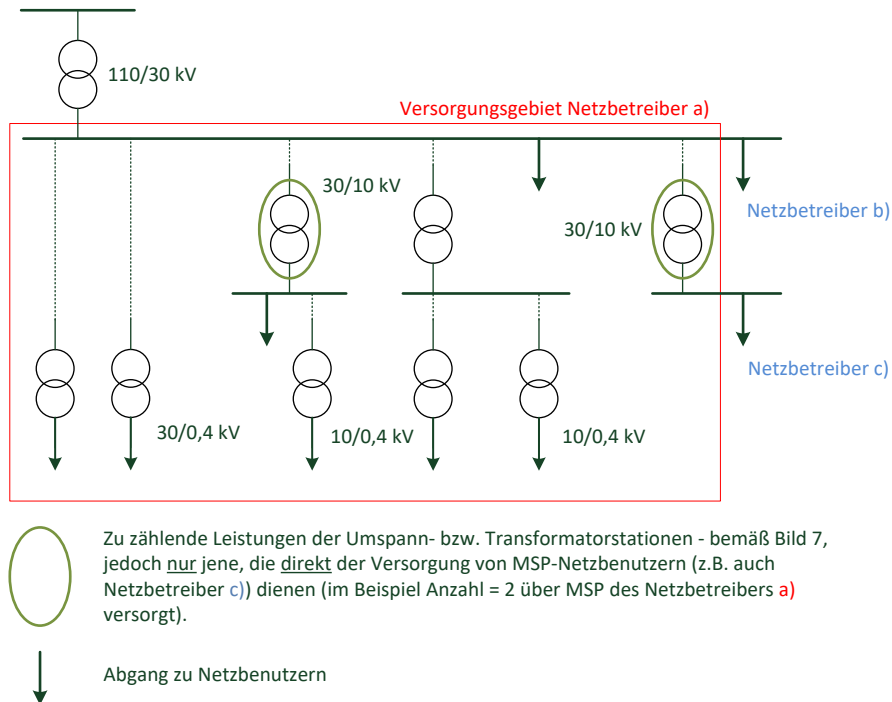 110/30 kV
Versorgungsgebiet Netzbetreiber a)
30/10 kV
30/10 kV
Netzbetreiber b)
Netzbetreiber c)
30/0,4 kV
10/0,4 kV
10/0,4 kV
Zu zählende Leistungen der Umspann- bzw. Transformatorstationen - bemäß Bild 7,
jedoch nur jene, die direkt der Versorgung von MSP-Netzbenutzern (z.B. auch
Netzbetreiber c)) dienen (im Beispiel Anzahl = 2 über MSP des Netzbetreibers a)
versorgt).
Abgang zu Netzbenutzern